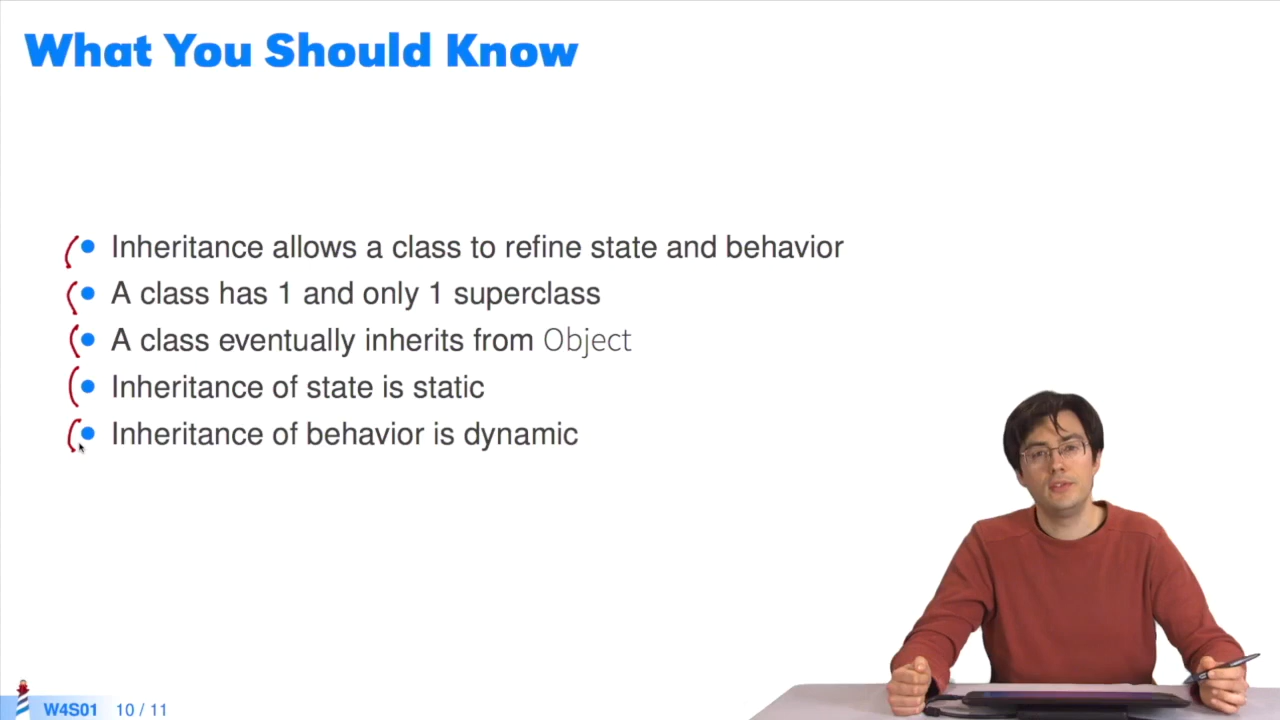 What You Should Know
Inheritance allows a class to refine state and behavior
A class has 1 and only 1 superclass
A class eventually inherits from Object
Inheritance of state is static
Inheritance of behavior is dynamic
W4S01 10 / 11